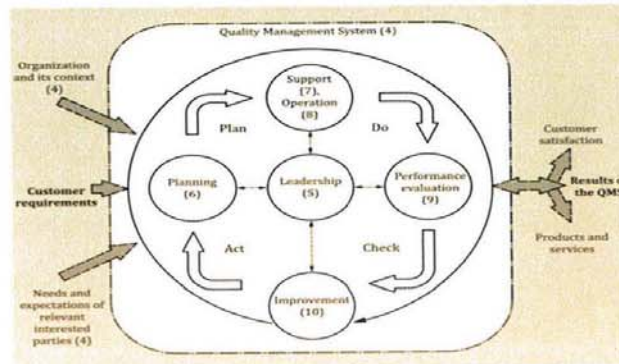 Quality Management System (4)
Organization
and its context
(4)
Support
(7),
Operation
(8)
Plan
Do
Customer
satisfaction
Customer
requirements
Planning
(6)
Leadership
(5)
Performance
evaluation
(9)
Results
the QMS
Act
Check
Products and
services
Needs and
expectations of
relevant
interested
parties (4)
Improvement
(10)